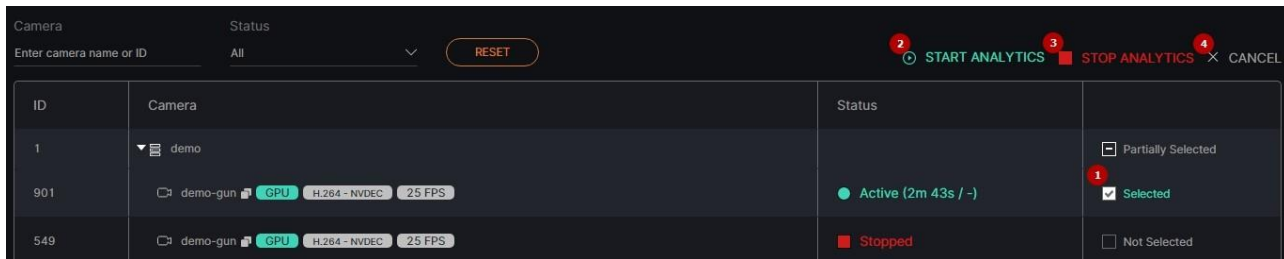 Camera Status
Enter camera name or ID All RESET 2 START ANALYTICS 3 STOP ANALYTICS 4 CANCEL
ID Camera Status
1 demo Partially Selected
901 demo-gun GPU H.264 - NVDEC 25 FPS Active (2m 43s / -) 1 Selected
549 demo-gun GPU H.264 - NVDEC 25 FPS Stopped Not Selected